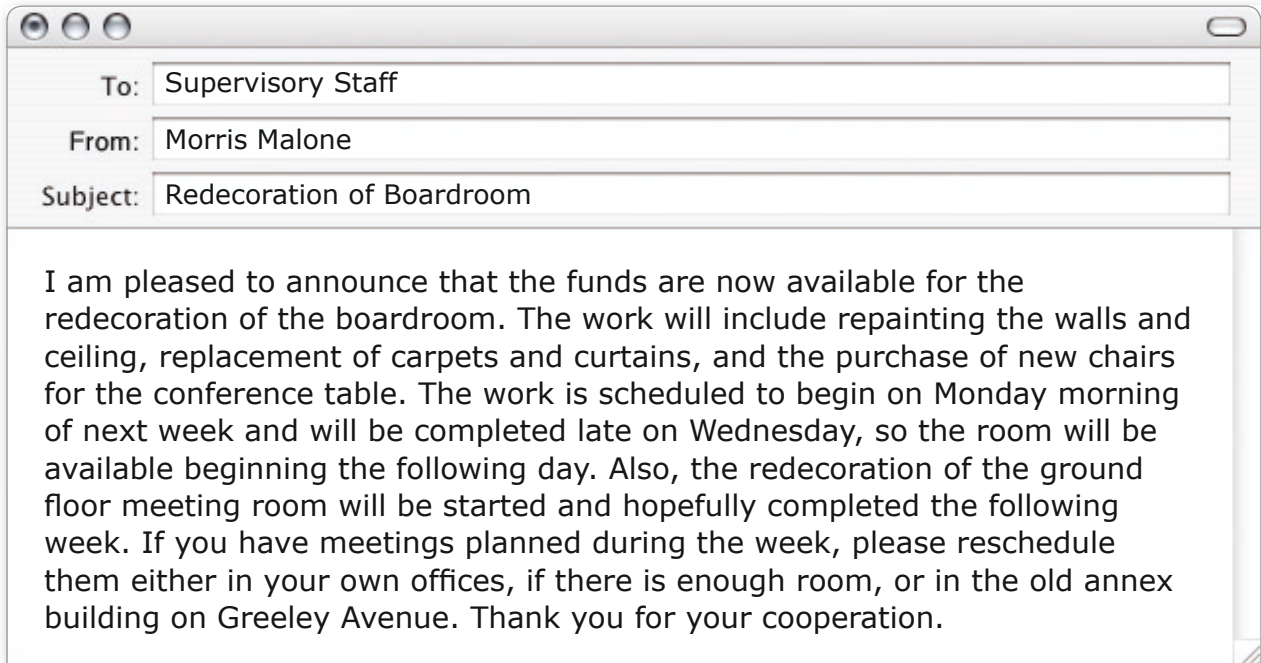 To: Supervisory Staff
From: Morris Malone
Subject: Redecoration of Boardroom
I am pleased to announce that the funds are now available for the
redecoration of the boardroom. The work will include repainting the walls and
ceiling, replacement of carpets and curtains, and the purchase of new chairs
for the conference table. The work is scheduled to begin on Monday morning
of next week and will be completed late on Wednesday, so the room will be
available beginning the following day. Also, the redecoration of the ground
floor meeting room will be started and hopefully completed the following
week. If you have meetings planned during the week, please reschedule
them either in your own offices, if there is enough room, or in the old annex
building on Greeley Avenue. Thank you for your cooperation.